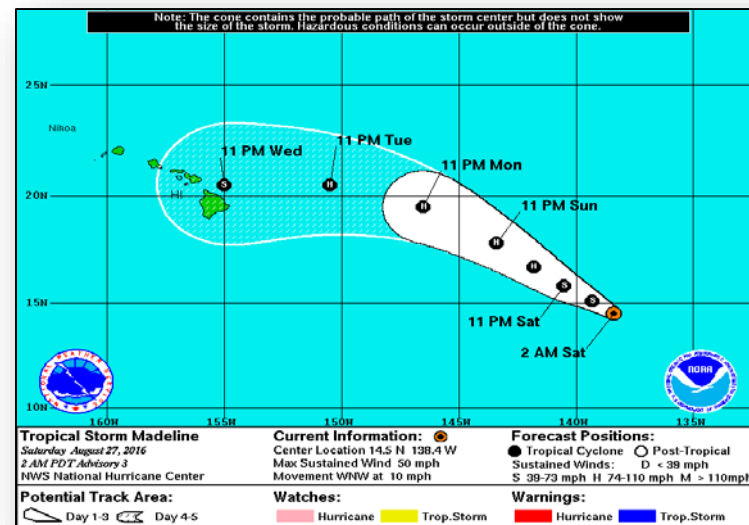 Note: The cone contains the probable path of the storm center but does not show
the size of the storm. Hazardous conditions can occur outside of the cone.
25N
Nihoa
11 PM Wed
11 PM Tue
11 PM Mon
S
H
20N
HI
H
11 PM Sun
H
H
S
S
15N
11 PM Sat
2 AM Sat
NOAA
10N
160W
155W
150W
145W
140W
135W
Tropical Storm Madeline
Saturday August 27, 2016
2 AM PDT Advisory 3
NWS National Hurricane Center
Current Information:
Center Location 14.5 N 138.4 W
Max Sustained Wind 50 mph
Movement WNW at 10 mph
Forecast Positions:
Tropical Cyclone Post-Tropical
Sustained Winds: D < 39 mph
S 39-73 mph H 74-110 mph M > 110mph
Potential Track Area:
Day 1-3 Day 4-5
Watches:
Hurricane Trop.Storm
Warnings:
Hurricane Trop.Storm